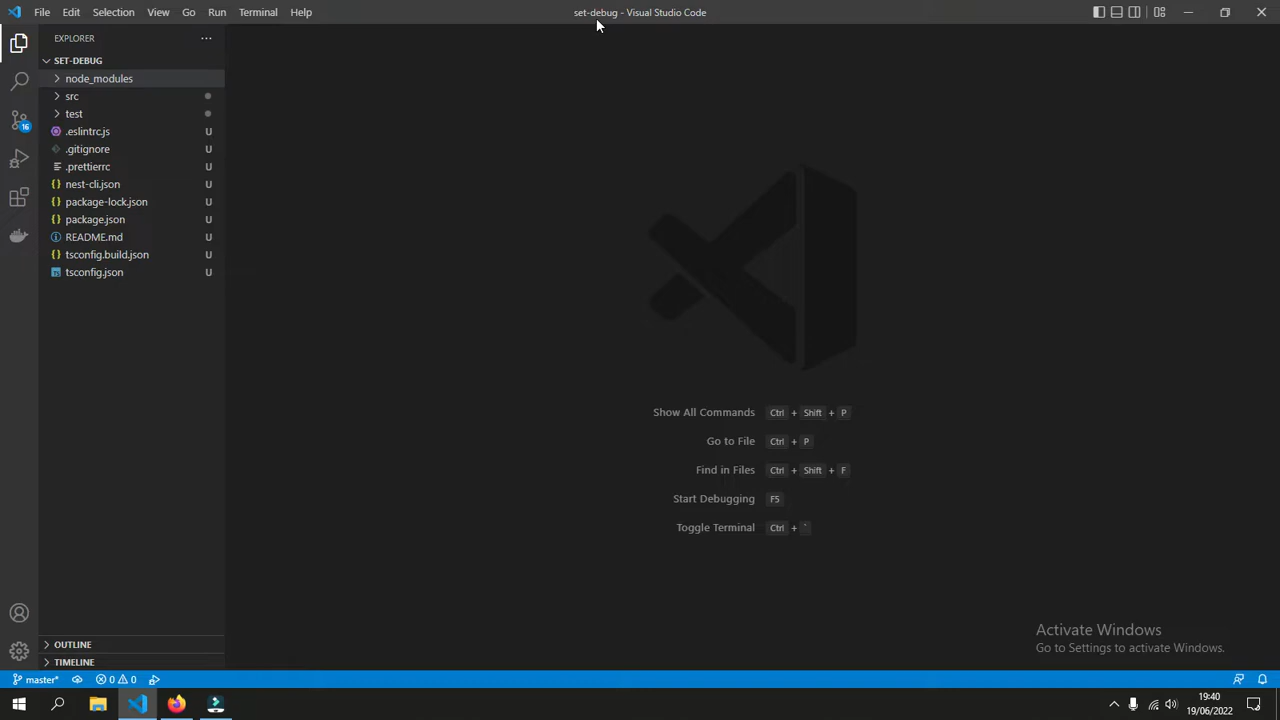 File Edit Selection View Go Run Terminal Help
set-debug - Visual Studio Code
EXPLORER
SET-DEBUG
node_modules
src
test
.eslintrc.js U
.gitignore U
.prettierrc U
nest-cli.json U
package-lock.json U
package.json U
README.md U
tsconfig.build.json U
TS tsconfig.json U
16
Show All Commands Ctrl + Shift + P
Go to File Ctrl + P
Find in Files Ctrl + Shift + F
Start Debugging F5
Toggle Terminal Ctrl + `
Activate Windows
Go to Settings to activate Windows.
OUTLINE
TIMELINE
master* 0 0
19:40
19/06/2022